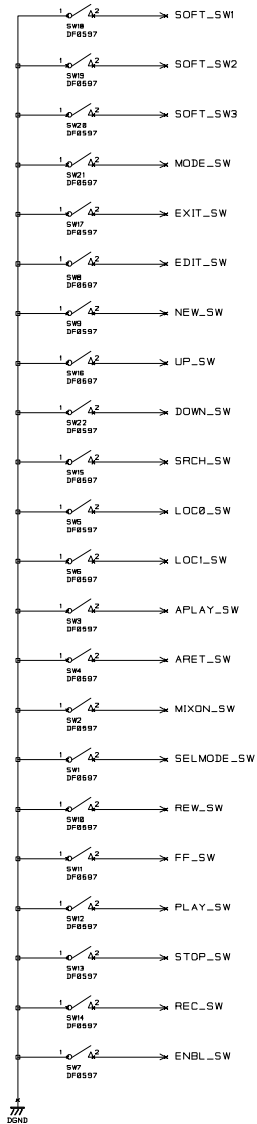 1 2 SOFT_SW1
SW18
DF0597
1 2 SOFT_SW2
SW19
DF0597
1 2 SOFT_SW3
SW20
DF0597
1 2 MODE_SW
SW21
DF0597
1 2 EXIT_SW
SW17
DF0597
1 2 EDIT_SW
SW8
DF0597
1 2 NEW_SW
SW9
DF0597
1 2 UP_SW
SW16
DF0597
1 2 DOWN_SW
SW22
DF0597
1 2 SRCH_SW
SW15
DF0597
1 2 LOC0_SW
SW5
DF0597
1 2 LOC1_SW
SW6
DF0597
1 2 APLAY_SW
SW3
DF0597
1 2 ARET_SW
SW4
DF0597
1 2 MIXON_SW
SW2
DF0597
1 2 SELMODE_SW
SW1
DF0597
1 2 REW_SW
SW10
DF0597
1 2 FF_SW
SW11
DF0597
1 2 PLAY_SW
SW12
DF0597
1 2 STOP_SW
SW13
DF0597
1 2 REC_SW
SW14
DF0597
1 2 ENBL_SW
SW7
DF0597
DGND